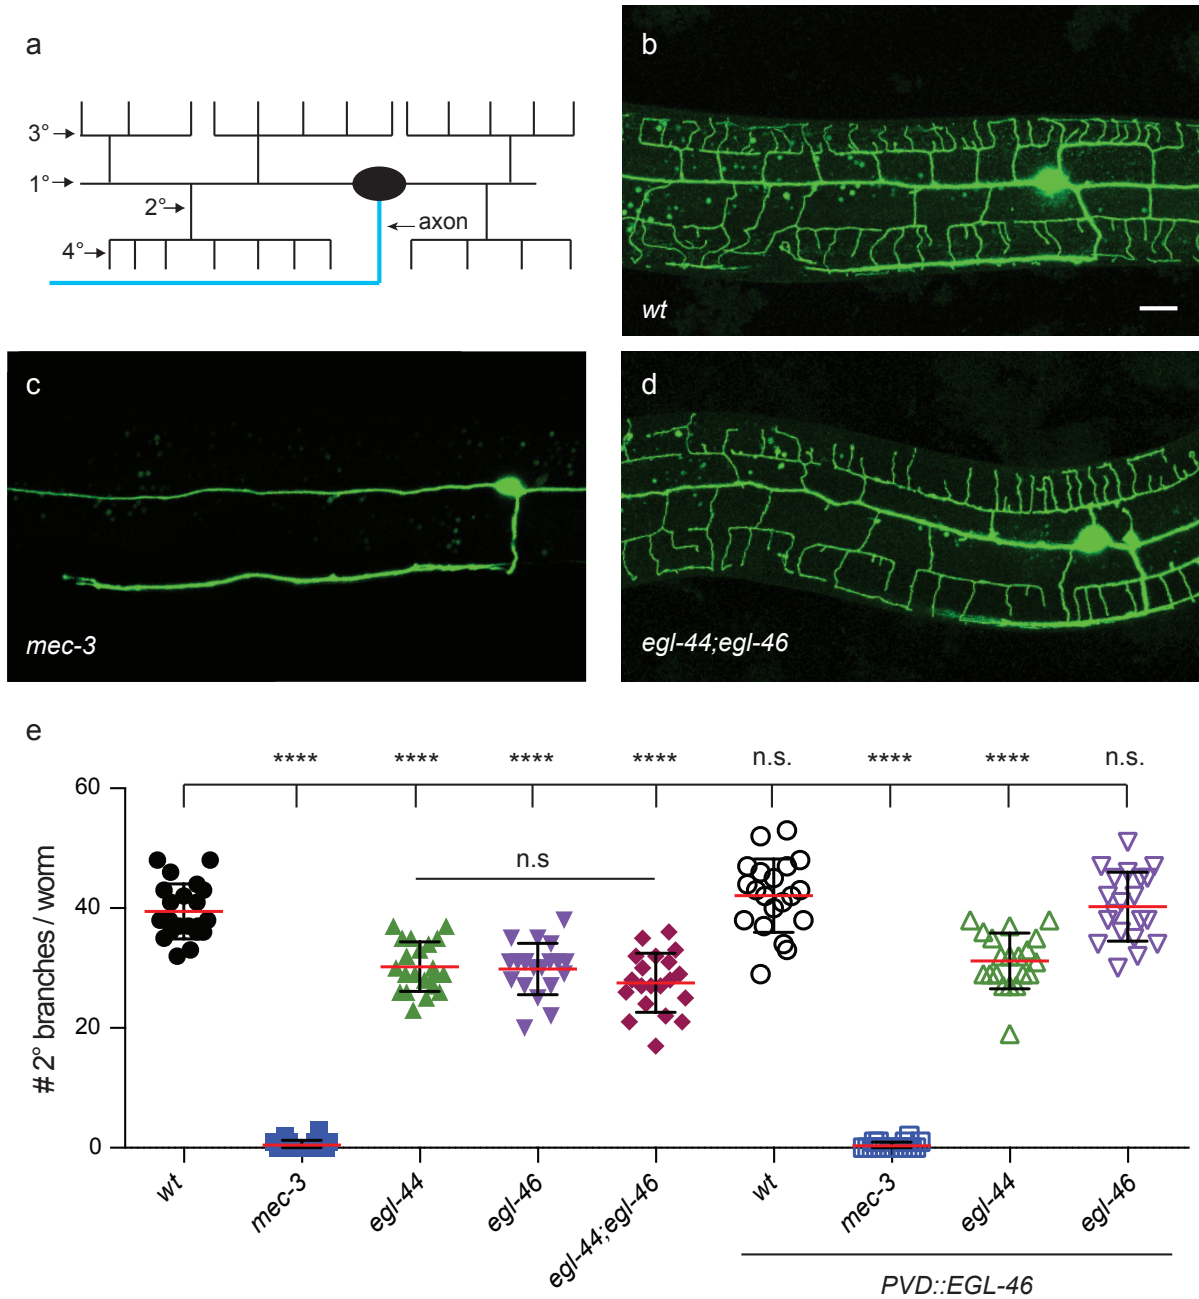 a
3°
1°
2°
axon
4°
b
wt
c
mec-3
d
egl-44;egl-46
e
**** **** **** **** n.s. **** **** n.s.
n.s
# 2° branches / worm
60
40
20
0
wt mec-3 egl-44 egl-46 egl-44;egl-46 wt mec-3 egl-44 egl-46
PVD::EGL-46